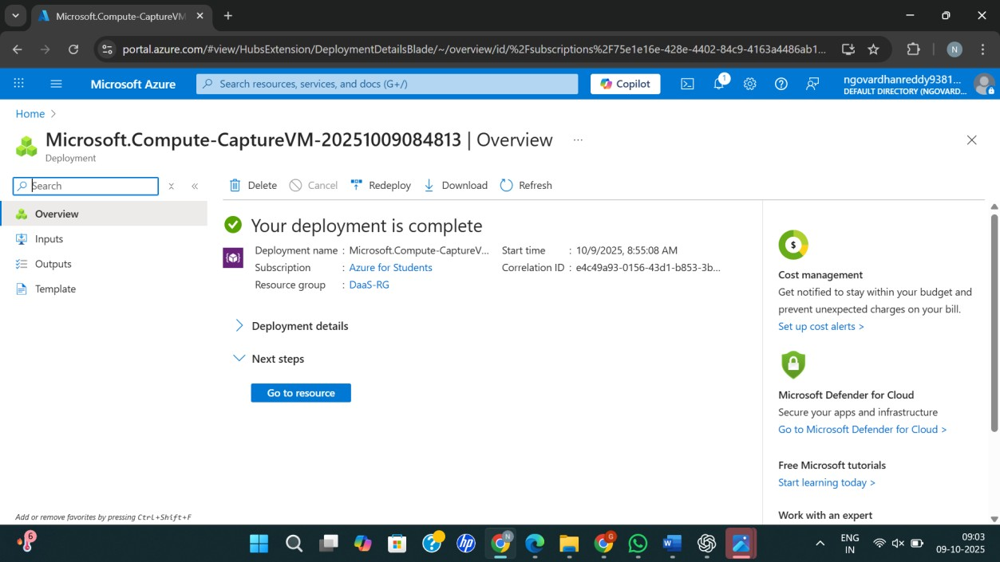 Microsoft.Compute-CaptureVM
portal.azure.com/#view/HubsExtension/DeploymentDetailsBlade/~/overview/id/%2Fsubscriptions%2F75e1e16e-428e-4402-84c9-4163a4486ab1...
N
Microsoft Azure
Search resources, services, and docs (G+/)
Copilot
1
ngovardhanreddy9381...
DEFAULT DIRECTORY (NGOVARD...
Home
Microsoft.Compute-CaptureVM-20251009084813 | Overview ...
Deployment
Search
Delete
Cancel
Redeploy
Download
Refresh
Overview
Inputs
Outputs
Template
Your deployment is complete
Deployment name : Microsoft.Compute-CaptureV...
Subscription : Azure for Students
Resource group : DaaS-RG
Start time : 10/9/2025, 8:55:08 AM
Correlation ID : e4c49a93-0156-43d1-b853-3b...
Deployment details
Next steps
Go to resource
$
Cost management
Get notified to stay within your budget and
prevent unexpected charges on your bill.
Set up cost alerts >
Microsoft Defender for Cloud
Secure your apps and infrastructure
Go to Microsoft Defender for Cloud >
Free Microsoft tutorials
Start learning today >
Work with an expert
Add or remove favorites by pressing Ctrl+Shift+F
6
hp
N
G
W
ENG
IN
09:03
09-10-2025